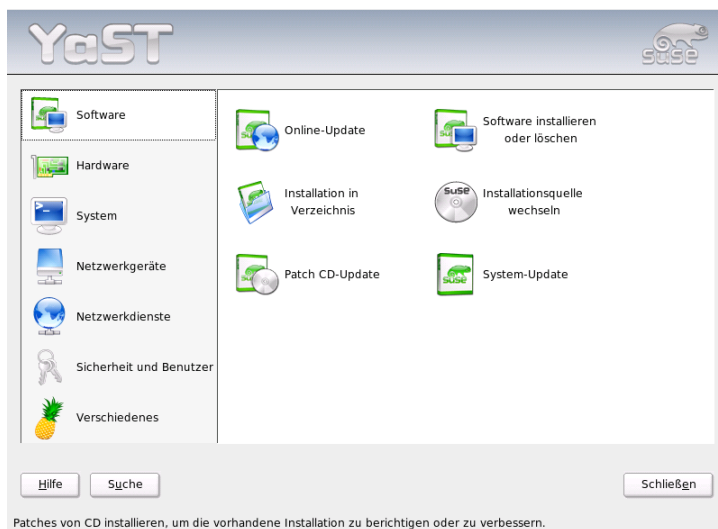 YaST
SUSE
Software
Hardware
System
Netzwerkgeräte
Netzwerkdienste
Sicherheit und Benutzer
Verschiedenes
Online-Update
Software installieren
oder löschen
Installation in
Verzeichnis
SUSE
Installationsquelle
wechseln
Patch CD-Update
SUSE
System-Update
Hilfe
Suche
Schließen
Patches von CD installieren, um die vorhandene Installation zu berichtigen oder zu verbessern.